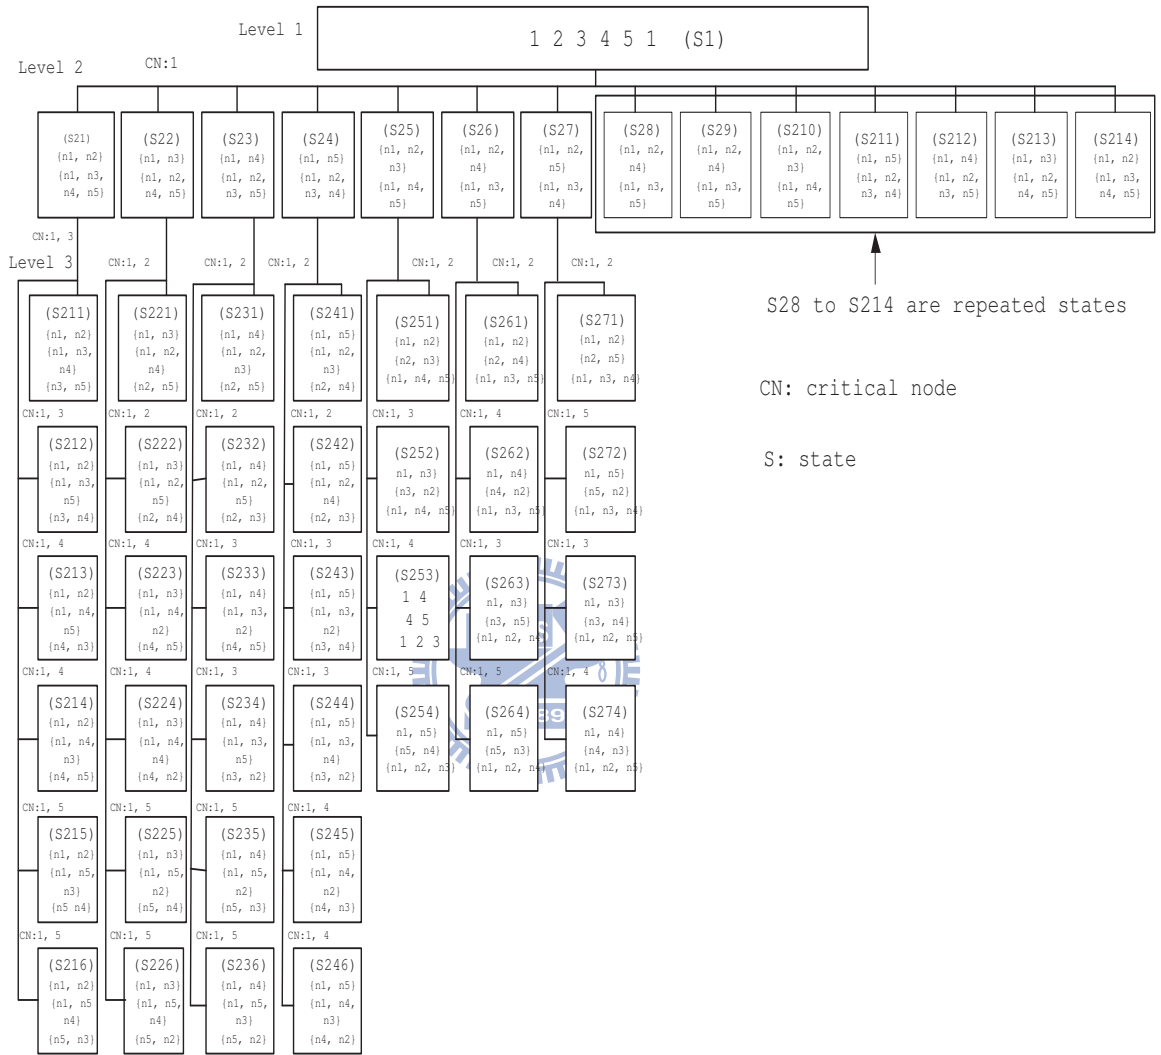 Level 1
1 2 3 4 5 1 (S1)
Level 2
CN:1
(S21)
{n1, n2}
{n1, n3,
n4, n5}
(S22)
{n1, n3}
{n1, n2,
n4, n5}
(S23)
{n1, n4}
{n1, n2,
n3, n5}
(S24)
{n1, n5}
{n1, n2,
n3, n4}
(S25)
{n1, n2,
n3}
{n1, n4,
n5}
(S26)
{n1, n2,
n4}
{n1, n3,
n5}
(S27)
{n1, n2,
n5}
{n1, n3,
n4}
(S28)
{n1, n2,
n4}
{n1, n3,
n5}
(S29)
{n1, n2,
n4}
{n1, n3,
n5}
(S210)
{n1, n2,
n3}
{n1, n4,
n5}
(S211)
{n1, n5}
{n1, n2,
n3, n4}
(S212)
{n1, n4}
{n1, n2,
n3, n5}
(S213)
{n1, n3}
{n1, n2,
n4, n5}
(S214)
{n1, n2}
{n1, n3,
n4, n5}
S28 to S214 are repeated states
CN: critical node
S: state
Level 3
CN:1, 3
(S211)
{n1, n2}
{n1, n3,
n4}
{n3, n5}
CN:1, 3
(S212)
{n1, n2}
{n1, n3,
n5}
{n3, n4}
CN:1, 4
(S213)
{n1, n2}
{n1, n4,
n5}
{n4, n3}
CN:1, 4
(S214)
{n1, n2}
{n1, n4,
n3}
{n4, n5}
CN:1, 5
(S215)
{n1, n2}
{n1, n5,
n3}
{n5 n4}
CN:1, 5
(S216)
{n1, n2}
{n1, n5
n4}
{n5, n3}
CN:1, 2
(S221)
{n1, n3}
{n1, n2
n4}
{n2, n5}
CN:1, 2
(S222)
{n1, n3}
{n1, n2,
n5}
{n2, n4}
CN:1, 4
(S223)
{n1, n3}
{n1, n4,
n2}
{n4, n5}
CN:1, 4
(S224)
{n1, n3}
{n1, n4,
n4}
{n4, n2}
CN:1, 5
(S225)
{n1, n3}
{n1, n5,
n2}
{n5, n4}
CN:1, 5
(S226)
{n1, n3}
{n1, n5,
n4}
{n5, n2}
CN:1, 2
(S231)
{n1, n4}
{n1, n2,
n3}
{n2, n5}
CN:1, 2
(S232)
{n1, n4}
{n1, n2,
n5}
{n2, n3}
CN:1, 3
(S233)
{n1, n4}
{n1, n3,
n2}
{n4, n5}
CN:1, 3
(S234)
{n1, n4}
{n1, n3,
n5}
{n3, n2}
CN:1, 5
(S235)
{n1, n4}
{n1, n5,
n2}
{n5, n3}
CN:1, 5
(S236)
{n1, n4}
{n1, n5,
n3}
{n5, n2}
CN:1, 2
(S241)
{n1, n5}
{n1, n2,
n3}
{n2, n4}
CN:1, 2
(S242)
{n1, n5}
{n1, n2,
n4}
{n2, n3}
CN:1, 3
(S243)
{n1, n5}
{n1, n3,
n2}
{n3, n4}
CN:1, 3
(S244)
{n1, n5}
{n1, n3,
n4}
{n3, n2}
CN:1, 4
(S245)
{n1, n5}
{n1, n4,
n2}
{n4, n3}
CN:1, 4
(S246)
{n1, n5}
{n1, n4,
n3}
{n4, n2}
CN:1, 2
(S251)
{n1, n2}
{n2, n3}
{n1, n4, n5}
CN:1, 3
(S252)
n1, n3}
{n3, n2}
{n1, n4, n5}
CN:1, 4
(S253)
1 4
4 5
1 2 3
CN:1, 5
(S254)
n1, n5}
{n5, n4}
{n1, n2, n3}
CN:1, 2
(S261)
{n1, n2}
{n2, n4}
{n1, n3, n5}
CN:1, 4
(S262)
n1, n4}
{n4, n2}
{n1, n3, n5}
CN:1, 3
(S263)
n1, n3}
{n3, n5}
{n1, n2, n4}
CN:1, 5
(S264)
n1, n5}
{n5, n3}
{n1, n2, n4}
CN:1, 2
(S271)
{n1, n2}
{n2, n5}
{n1, n3, n4}
CN:1, 5
(S272)
n1, n5}
{n5, n2}
{n1, n3, n4}
CN:1, 3
(S273)
n1, n3}
{n3, n4}
{n1, n2, n5}
CN:1, 4
(S274)
n1, n4}
{n4, n3}
{n1, n2, n5}